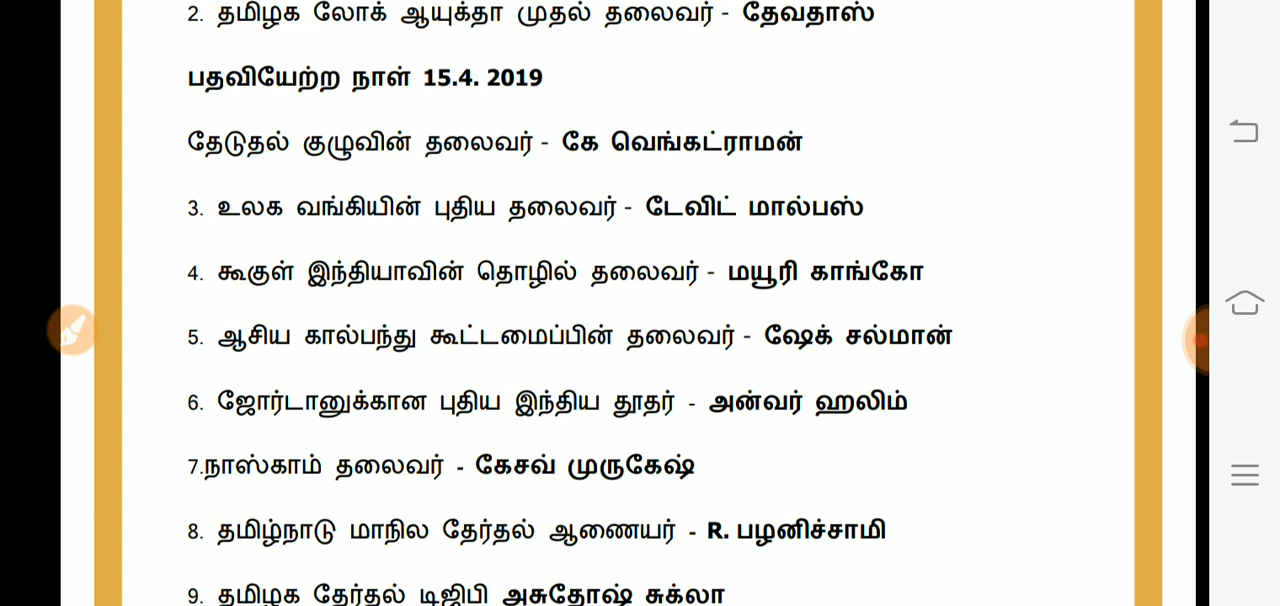 2. தமிழக லோக் ஆயுக்தா முதல் தலைவர் - தேவதாஸ்
பதவியேற்ற நாள் 15.4. 2019
தேடுதல் குழுவின் தலைவர் - கே வெங்கட்ராமன்
3. உலக வங்கியின் புதிய தலைவர் - டேவிட் மால்பஸ்
4. கூகுள் இந்தியாவின் தொழில் தலைவர் - மயூரி காங்கோ
5. ஆசிய கால்பந்து கூட்டமைப்பின் தலைவர் - ஷேக் சல்மான்
6. ஜோர்டானுக்கான புதிய இந்திய தூதர் - அன்வர் ஹலிம்
7.நாஸ்காம் தலைவர் - கேசவ் முருகேஷ்
8. தமிழ்நாடு மாநில தேர்தல் ஆணையர் - R. பழனிச்சாமி
9. தமிழக தேர்தல் டிஜிபி அசுதோஷ் சுக்லா